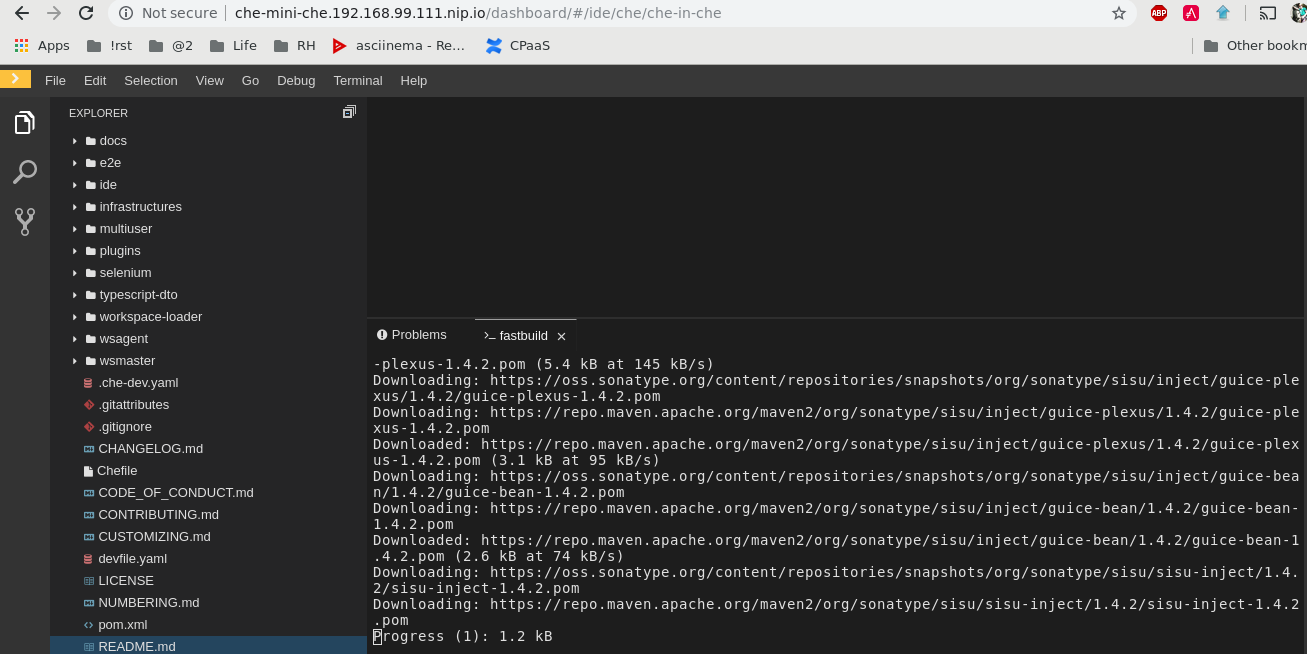 Not secure che-mini-che.192.168.99.111.nip.io/dashboard/#/ide/che/che-in-che ABP
Apps !rst @2 Life RH asciinema - Re... CPaaS Other bookm
File Edit Selection View Go Debug Terminal Help
EXPLORER
docs
e2e
ide
infrastructures
multiuser
plugins
selenium
typescript-dto
workspace-loader
wsagent
wsmaster
.che-dev.yaml
.gitattributes
.gitignore
CHANGELOG.md
Chefile
CODE_OF_CONDUCT.md
CONTRIBUTING.md
CUSTOMIZING.md
devfile.yaml
LICENSE
NUMBERING.md
pom.xml
README.md
Problems >_ fastbuild ×
-plexus-1.4.2.pom (5.4 kB at 145 kB/s)
Downloading: https://oss.sonatype.org/content/repositories/snapshots/org/sonatype/sisu/inject/guice-ple
xus/1.4.2/guice-plexus-1.4.2.pom
Downloading: https://repo.maven.apache.org/maven2/org/sonatype/sisu/inject/guice-plexus/1.4.2/guice-ple
xus-1.4.2.pom
Downloaded: https://repo.maven.apache.org/maven2/org/sonatype/sisu/inject/guice-plexus/1.4.2/guice-plex
us-1.4.2.pom (3.1 kB at 95 kB/s)
Downloading: https://oss.sonatype.org/content/repositories/snapshots/org/sonatype/sisu/inject/guice-bea
n/1.4.2/guice-bean-1.4.2.pom
Downloading: https://repo.maven.apache.org/maven2/org/sonatype/sisu/inject/guice-bean/1.4.2/guice-bean-
1.4.2.pom
Downloaded: https://repo.maven.apache.org/maven2/org/sonatype/sisu/inject/guice-bean/1.4.2/guice-bean-1
.4.2.pom (2.6 kB at 74 kB/s)
Downloading: https://oss.sonatype.org/content/repositories/snapshots/org/sonatype/sisu/sisu-inject/1.4.
2/sisu-inject-1.4.2.pom
Downloading: https://repo.maven.apache.org/maven2/org/sonatype/sisu/sisu-inject/1.4.2/sisu-inject-1.4.2
.pom
Progress (1): 1.2 kB